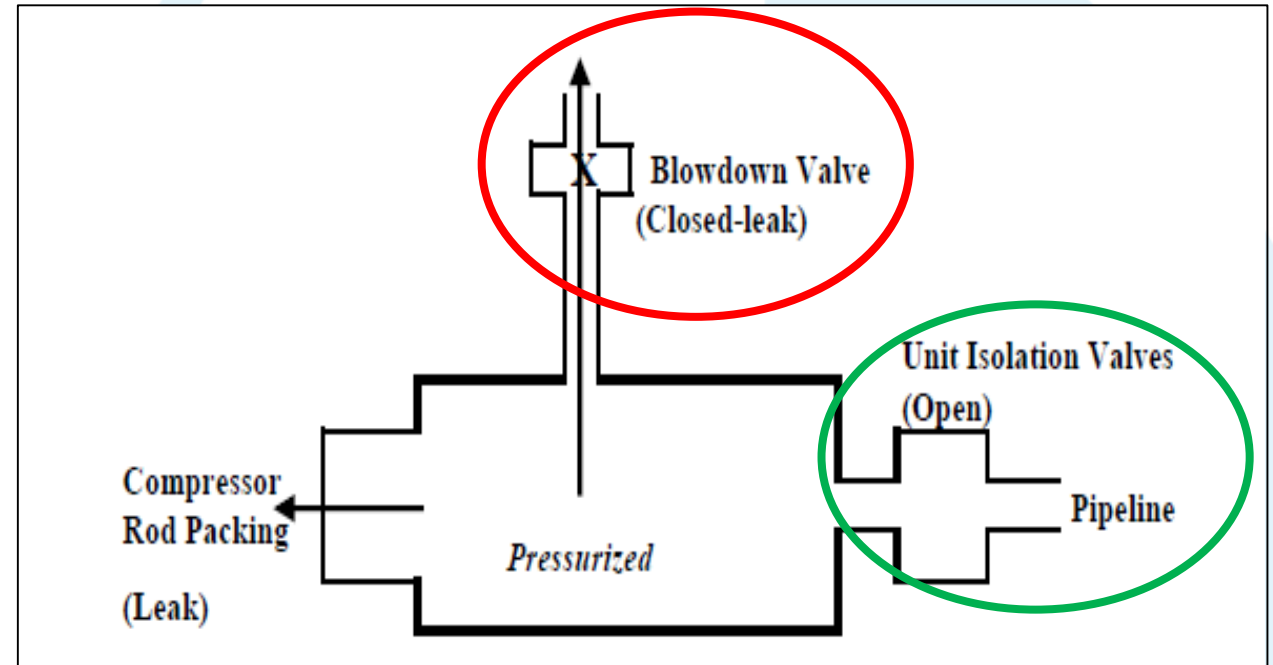 X
Blowdown Valve
(Closed-leak)
Unit Isolation Valves
(Open)
Compressor
Rod Packing
(Leak)
Pipeline
Pressurized